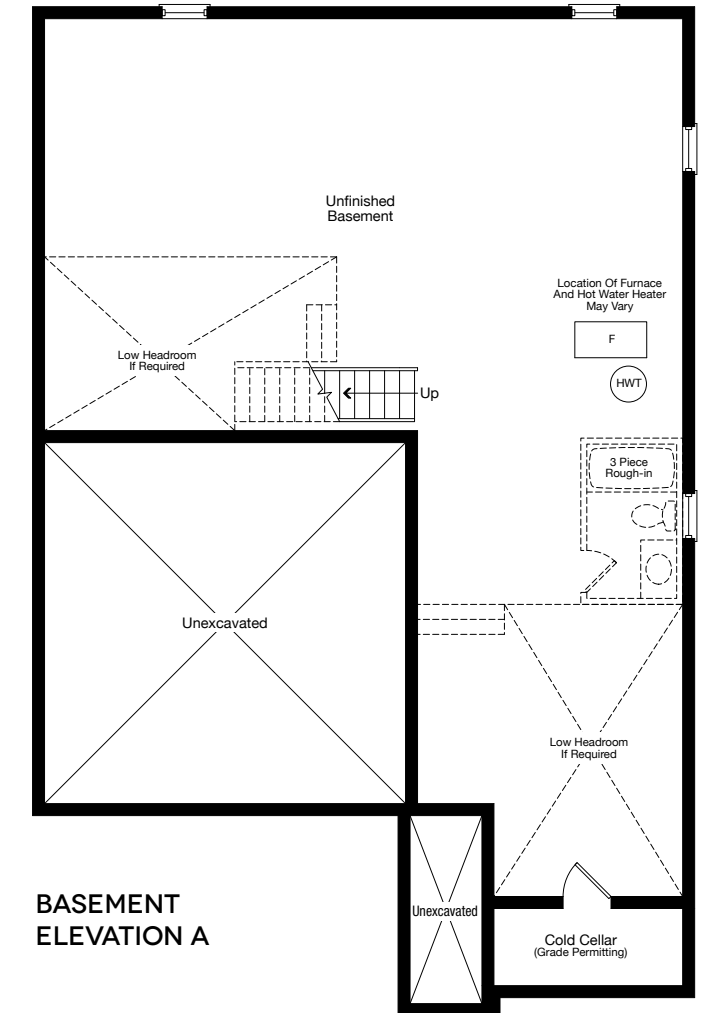 Unfinished
Basement
Location Of Furnace
And Hot Water Heater
May Vary
F
Low Headroom
If Required
HWT
Up
3 Piece
Rough-in
Unexcavated
Low Headroom
If Required
BASEMENT
ELEVATION A
Unexcavated
Cold Cellar
(Grade Permitting)